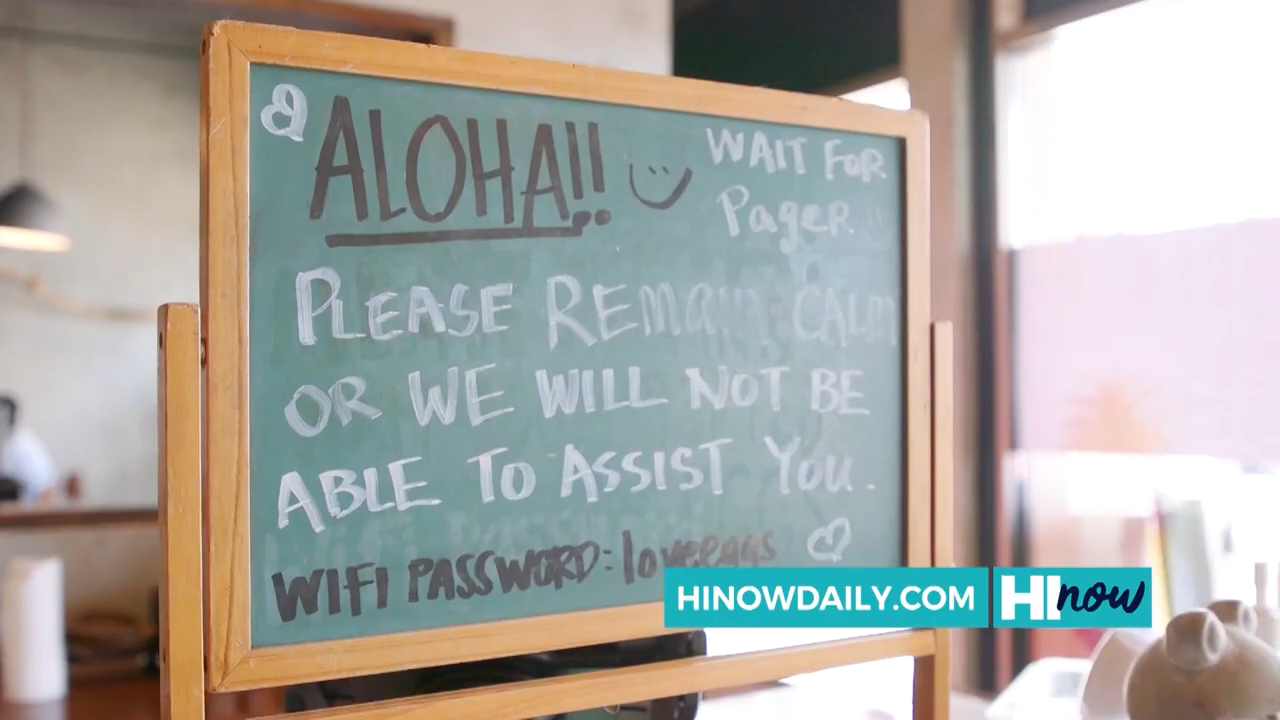 ALOHA!!
WAIT FOR
PageR
PLEASE REMaiN CALM
OR WE WILL NOT BE
ABLE TO ASSIST You.
WIFI PASSWORD: loveeggs
HINOWDAILY.COM
HI now